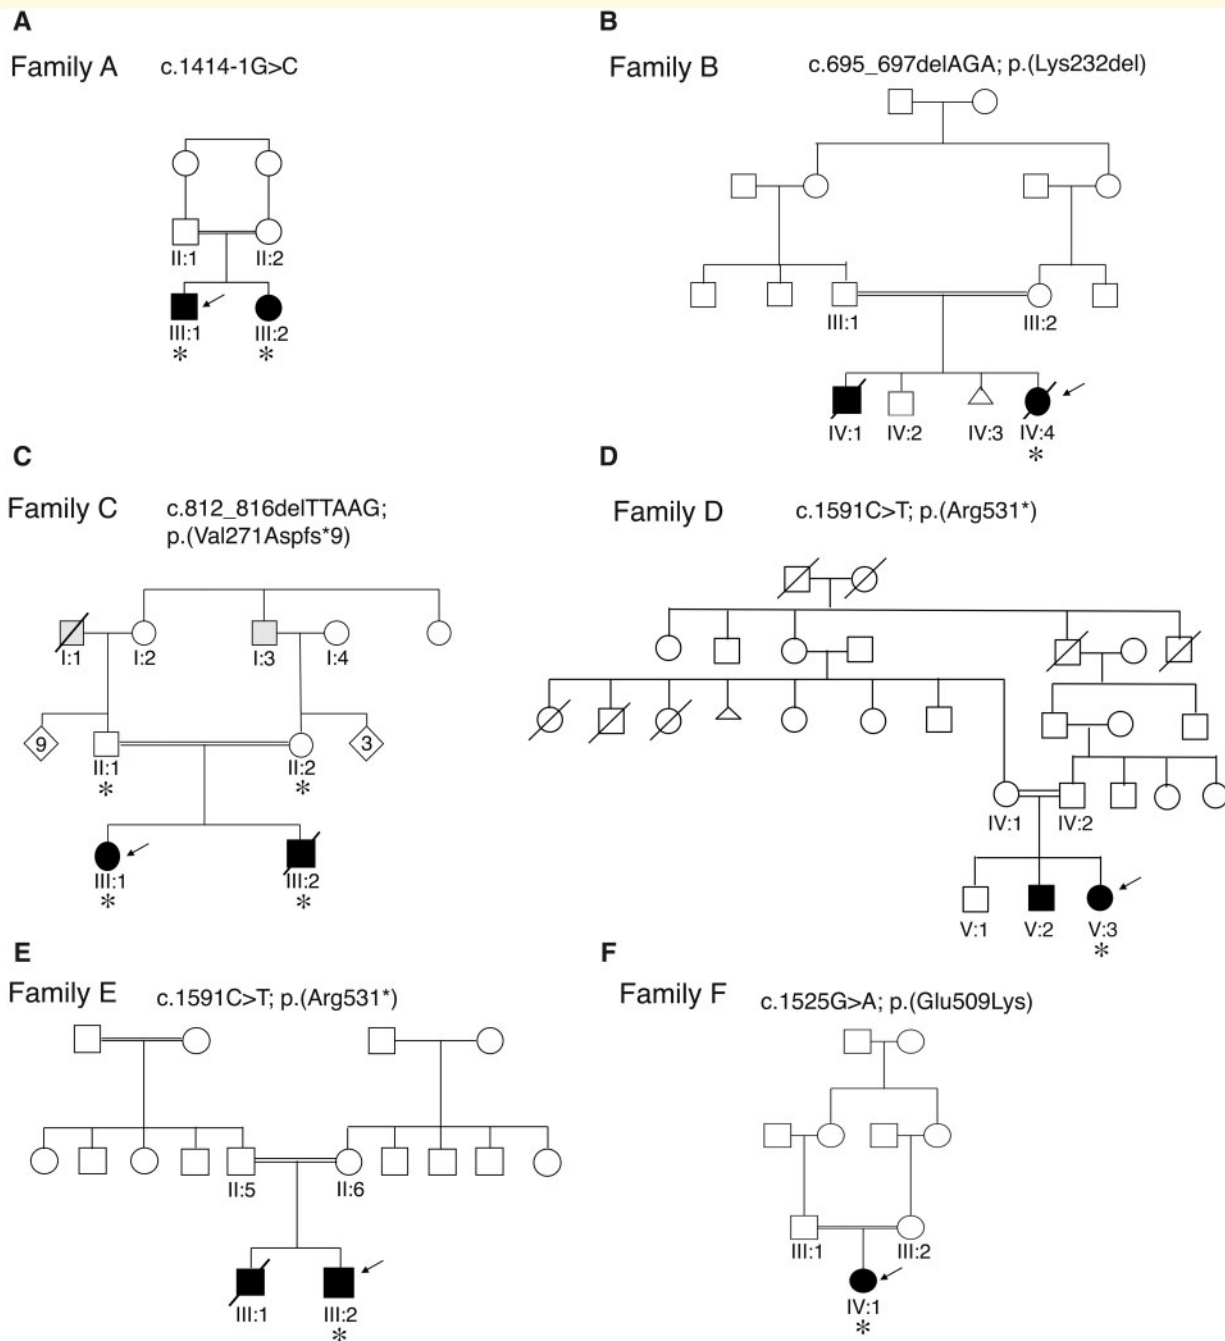 A
Family A c.1414-1G>C
II:1 II:2
III:1 III:2
* *
B
Family B c.695_697delAGA; p.(Lys232del)
III:1 III:2
IV:1 IV:2 IV:3 IV:4
*
C
Family C c.812_816delTTAAG;
p.(Val271Aspfs*9)
I:1 I:2 I:3 I:4
9 3
II:1 II:2
* *
III:1 III:2
* *
D
Family D c.1591C>T; p.(Arg531*)
IV:1 IV:2
V:1 V:2 V:3
*
E
Family E c.1591C>T; p.(Arg531*)
II:5 II:6
III:1 III:2
*
F
Family F c.1525G>A; p.(Glu509Lys)
III:1 III:2
IV:1
*